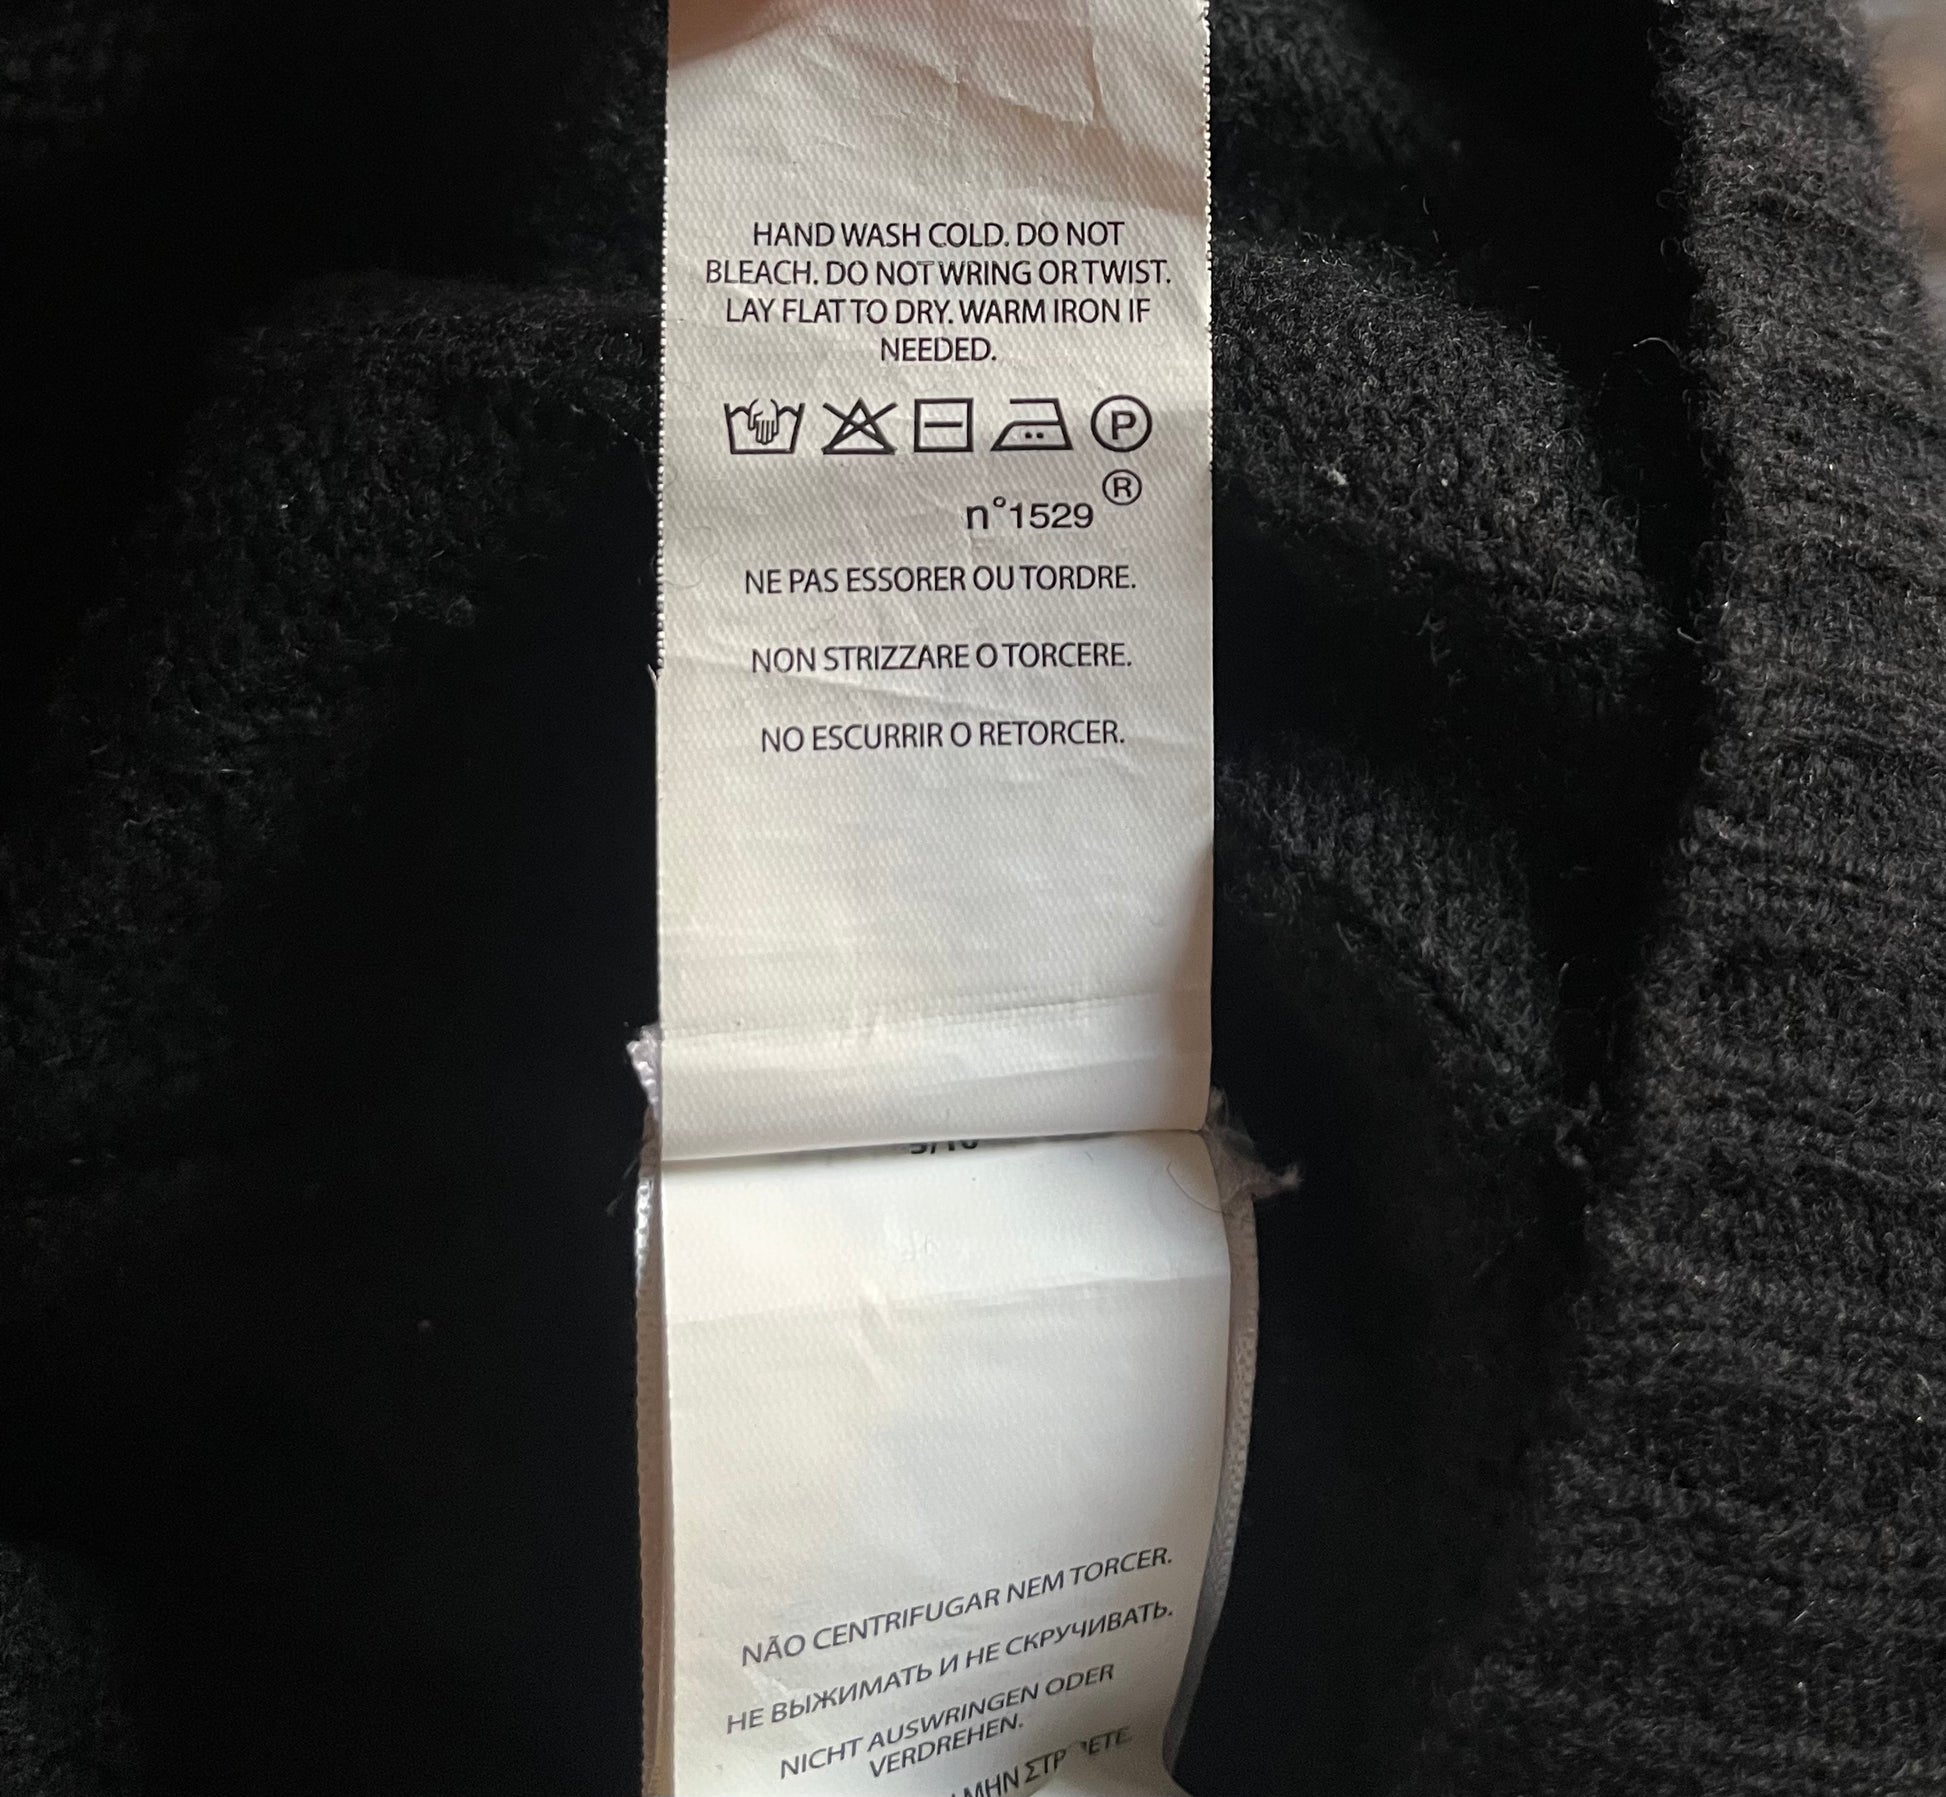 HAND WASH COLD. DO NOT
BLEACH. DO NOT WRING OR TWIST.
LAY FLAT TO DRY. WARM IRON IF
NEEDED.
P
n°1529 ®
NE PAS ESSORER OU TORDRE.
NON STRIZZARE O TORCERE.
NO ESCURRIR O RETORCER.
NÃO CENTRIFUGAR NEM TORCER.
НЕ ВЫЖИМАТЬ И НЕ СКРУЧИВАТЬ.
NICHT AUSWRINGEN ODER
VERDREHEN.
ΜΗΝ